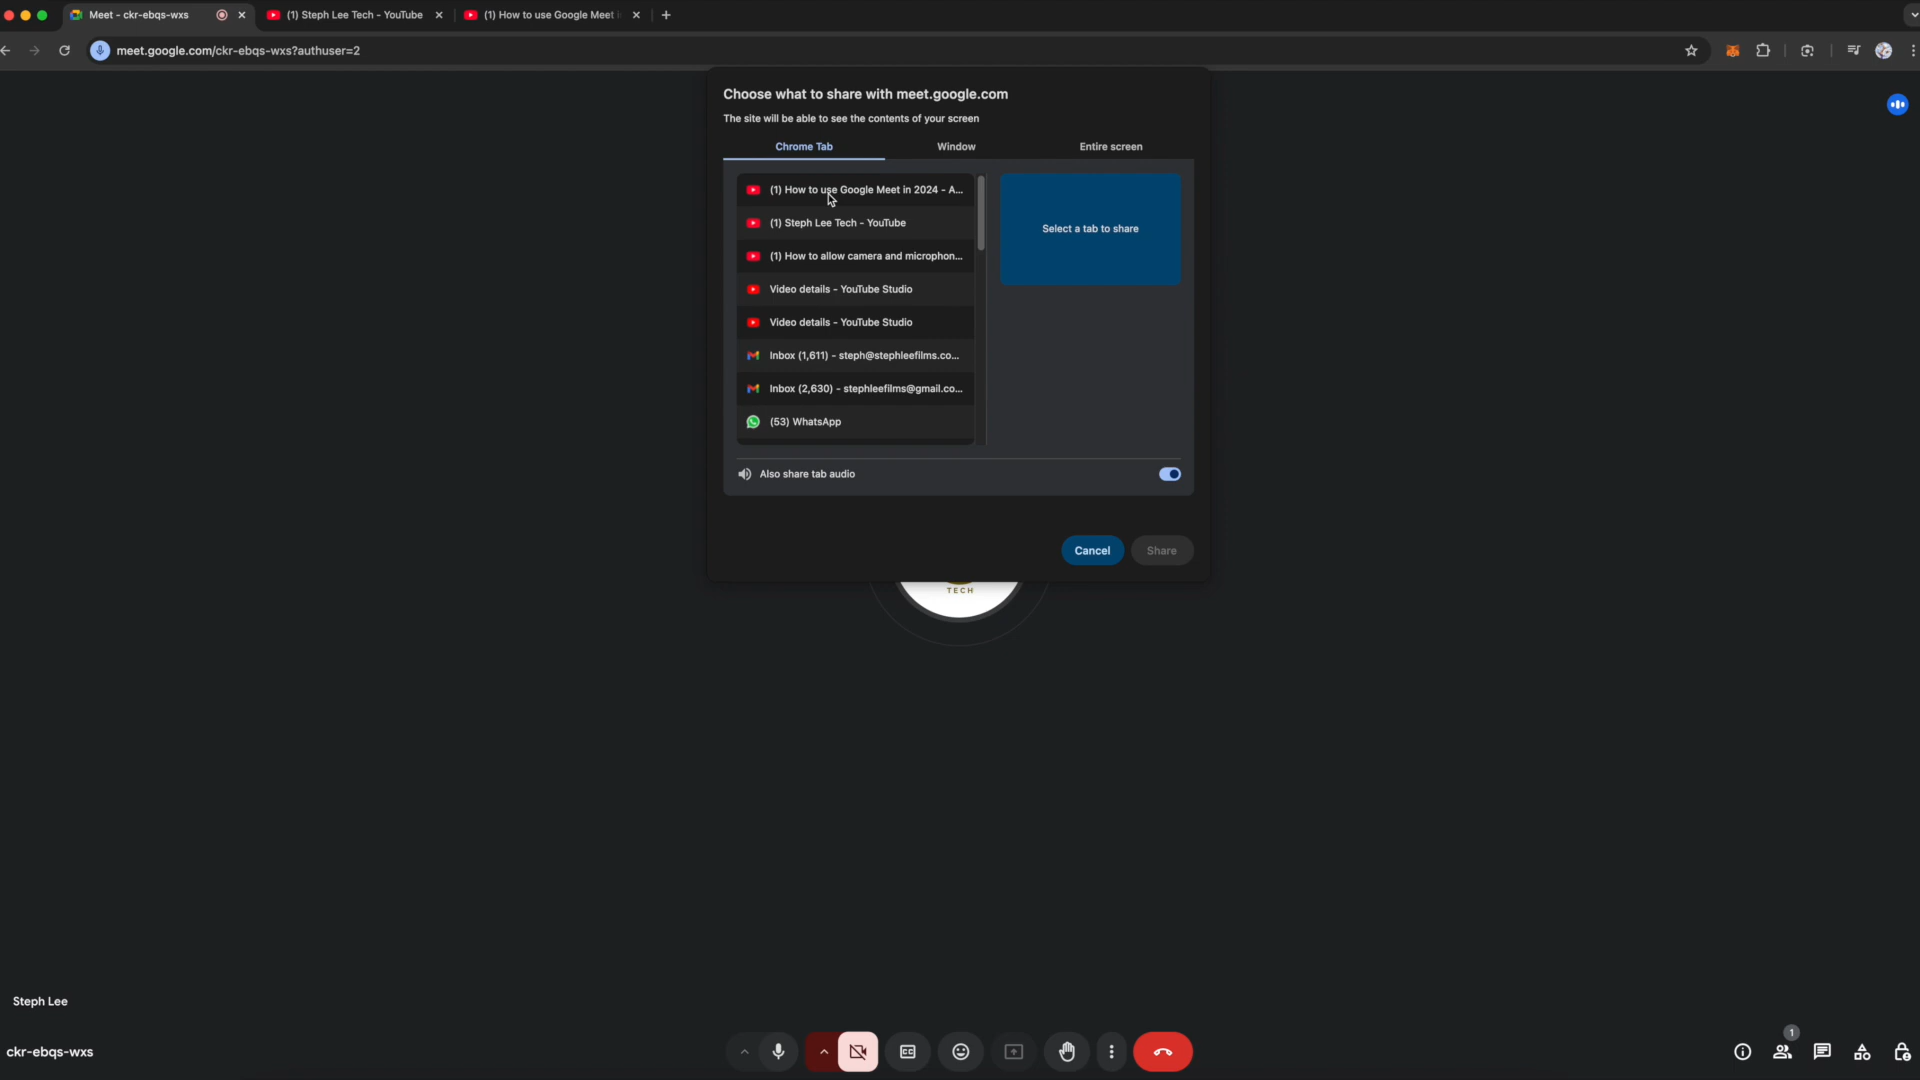 Meet - ckr-ebqs-wxs
(1) Steph Lee Tech - YouTube
(1) How to use Google Meet i
meet.google.com/ckr-ebqs-wxs?authuser=2
Choose what to share with meet.google.com
The site will be able to see the contents of your screen
Chrome Tab
Window
Entire screen
(1) How to use Google Meet in 2024 - A...
(1) Steph Lee Tech - YouTube
(1) How to allow camera and microphon...
Video details - YouTube Studio
Video details - YouTube Studio
Inbox (1,611) - steph@stephleefilms.co...
Inbox (2,630) - stephleefilms@gmail.co...
(53) WhatsApp
Select a tab to share
Also share tab audio
Cancel
Share
TECH
Steph Lee
ckr-ebqs-wxs
1